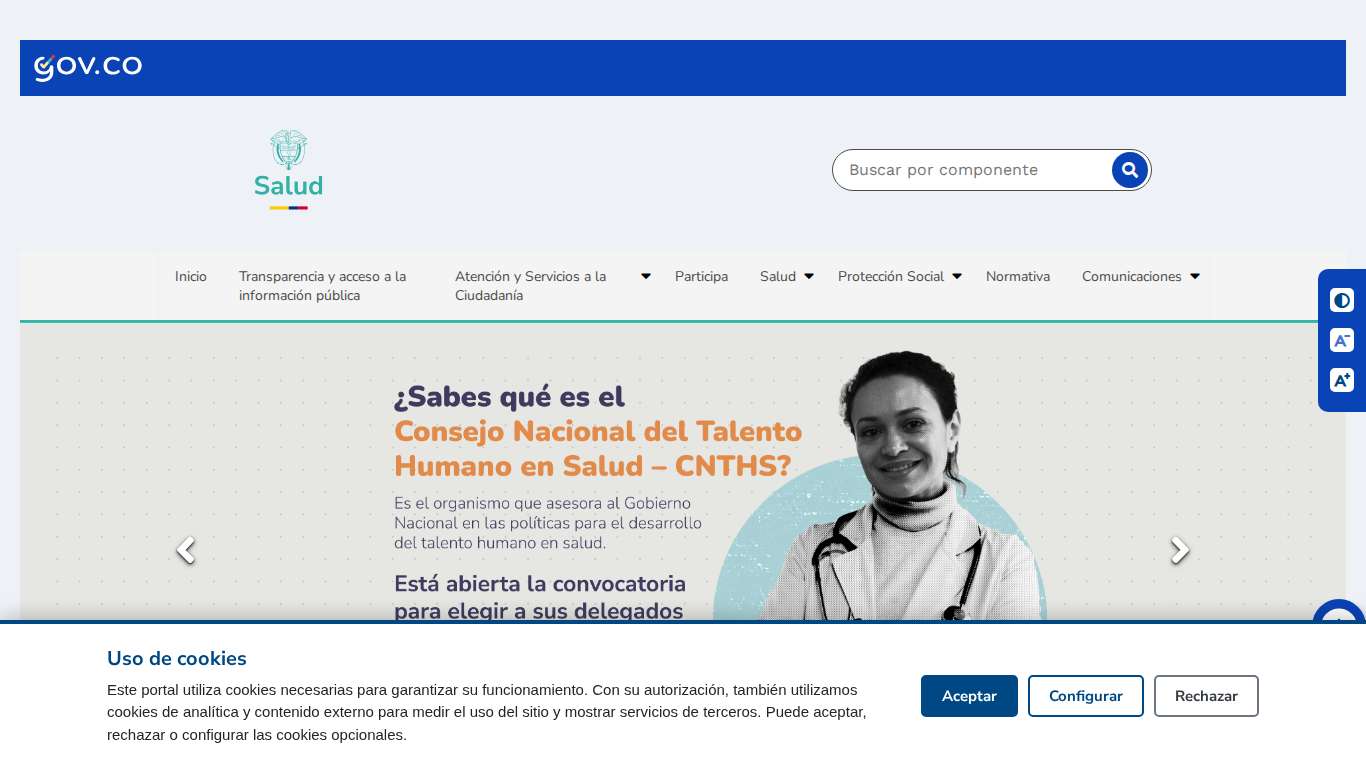 GOV.CO
Salud
Buscar por componente
Inicio
Transparencia y acceso a la
información pública
Atención y Servicios a la
Ciudadanía
Participa
Salud
Protección Social
Normativa
Comunicaciones
A-
A+
¿Sabes qué es el
Consejo Nacional del Talento
Humano en Salud – CNTHS?
Es el organismo que asesora al Gobierno
Nacional en las políticas para el desarrollo
del talento humano en salud.
Está abierta la convocatoria
para elegir a sus delegados
Uso de cookies
Este portal utiliza cookies necesarias para garantizar su funcionamiento. Con su autorización, también utilizamos
cookies de analítica y contenido externo para medir el uso del sitio y mostrar servicios de terceros. Puede aceptar,
rechazar o configurar las cookies opcionales.
Aceptar
Configurar
Rechazar